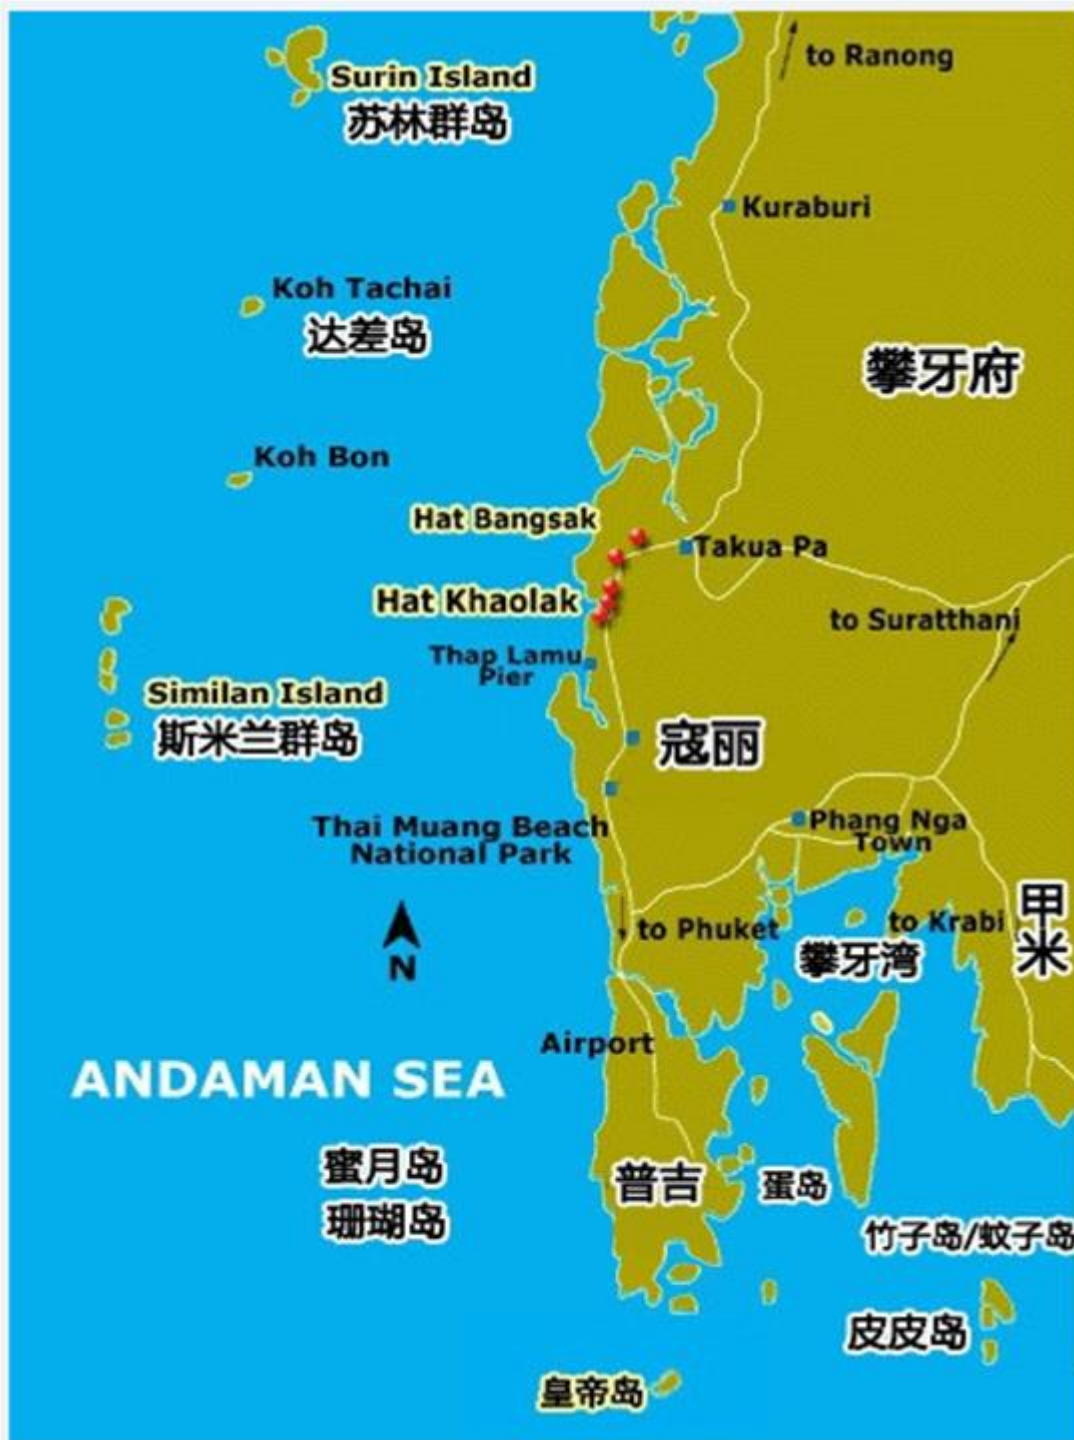 to Ranong
Surin Island
苏林群岛
Kuraburi
Koh Tachai
达差岛
攀牙府
Koh Bon
Hat Bangsak
Takua Pa
Hat Khaolak
to Suratthani
Thap Lamu
Pier
Similan Island
斯米兰群岛
寇丽
Thai Muang Beach
National Park
Phang Nga
Town
甲
米
to Krabi
to Phuket
攀牙湾
N
Airport
ANDAMAN SEA
蜜月岛
珊瑚岛
普吉
蛋岛
竹子岛/蚊子岛
皮皮岛
皇帝岛